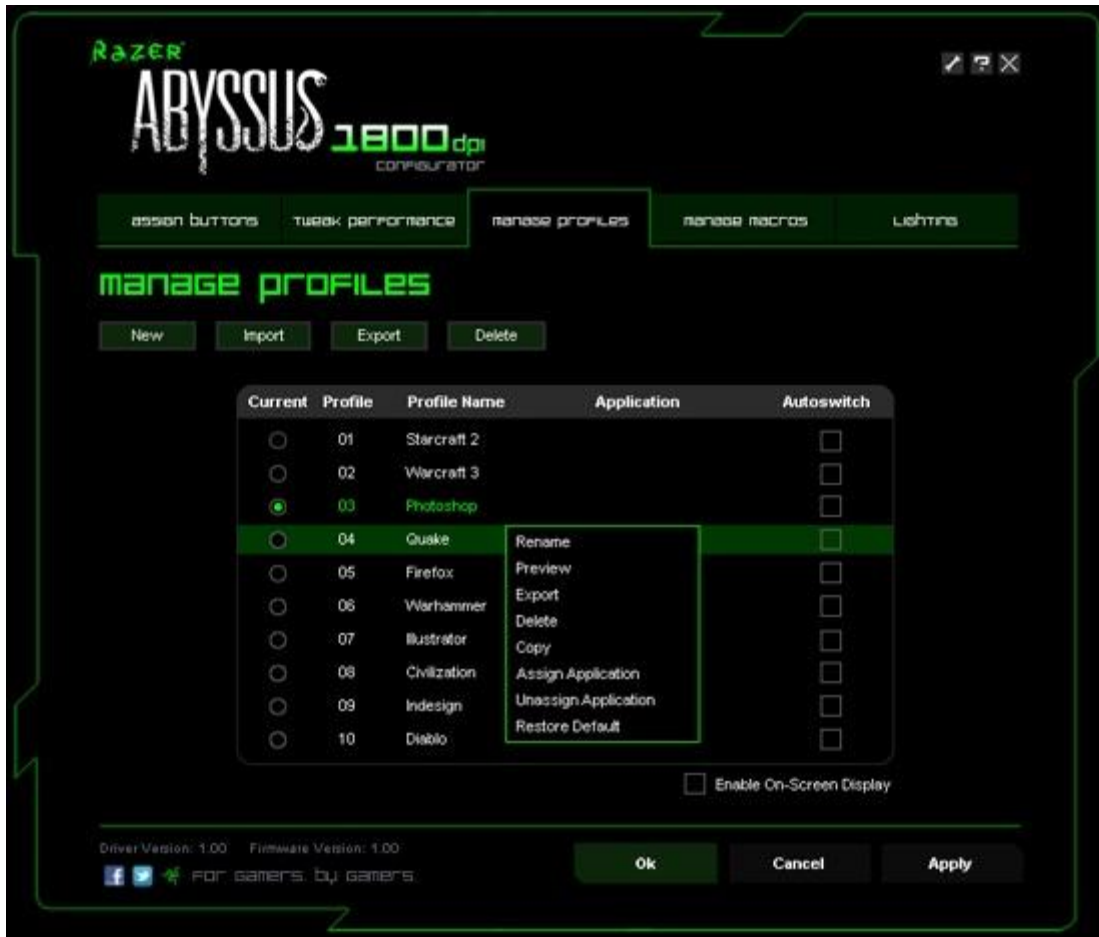 RAZER
ABYSSUS
1800dpi
CONFIGURATOR
assign buttons tweak performance manage profiles manage macros Lighting
manage profiles
New Import Export Delete
Current Profile Profile Name Application Autoswitch
01 Starcraft 2
02 Warcraft 3
03 Photoshop
04 Quake
05 Firefox
06 Warhammer
07 Illustrator
08 Civilization
09 Indesign
10 Diablo
Rename
Preview
Export
Delete
Copy
Assign Application
Unassign Application
Restore Default
Enable On-Screen Display
Driver Version: 1.00 Firmware Version: 1.00
For gamers. by gamers.
Ok Cancel Apply